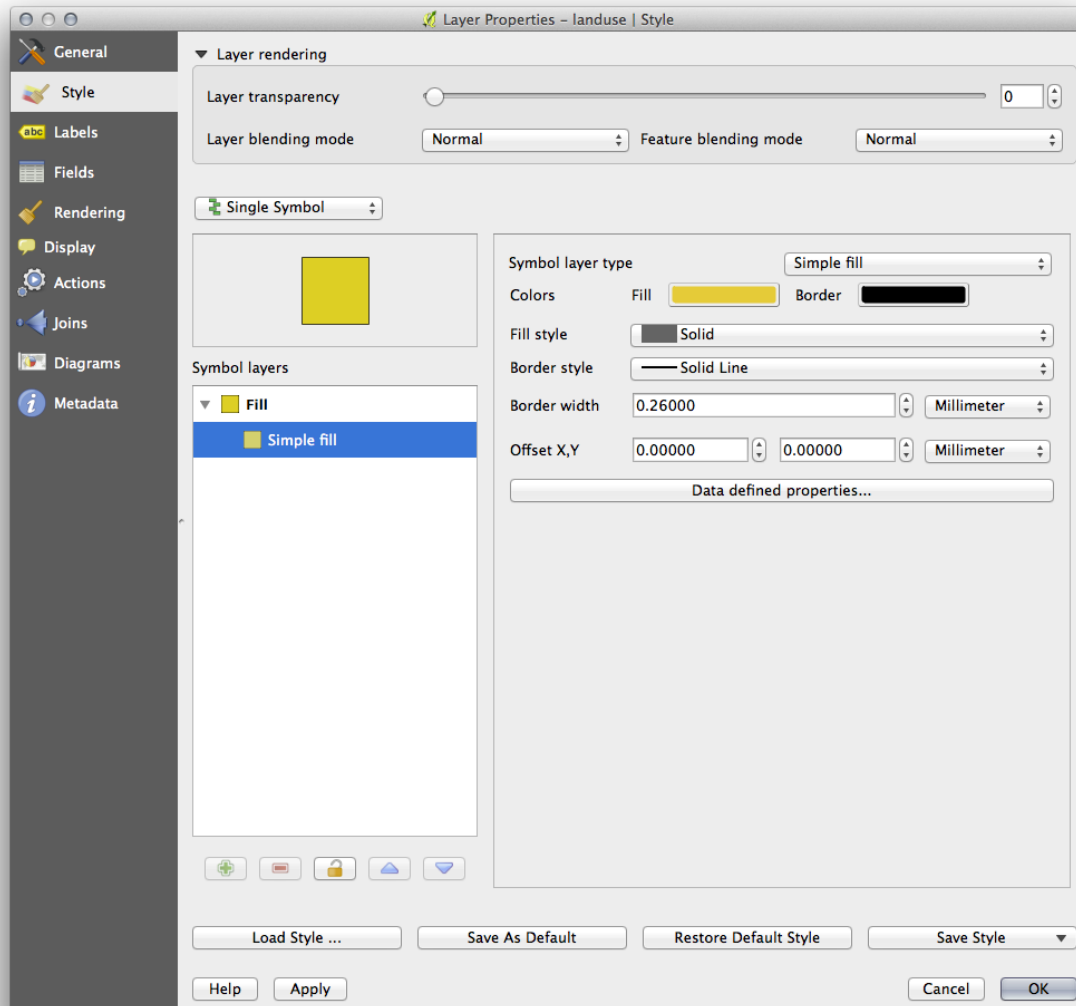 Layer Properties – landuse | Style
General
Style
abc Labels
Fields
Rendering
Display
Actions
Joins
Diagrams
i Metadata
Layer rendering
Layer transparency 0
Layer blending mode Normal Feature blending mode Normal
Single Symbol
Symbol layers
Fill
Simple fill
Symbol layer type Simple fill
Colors Fill Border
Fill style Solid
Border style Solid Line
Border width 0.26000 Millimeter
Offset X,Y 0.00000 0.00000 Millimeter
Data defined properties...
Load Style ... Save As Default Restore Default Style Save Style
Help Apply Cancel OK